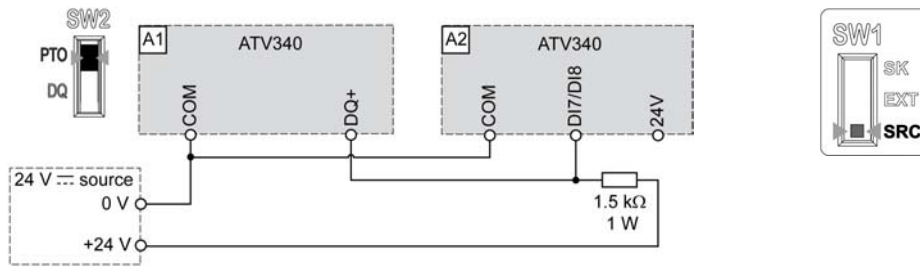 SW2
PTO
DQ
A1
ATV340
COM
DQ+
A2
ATV340
COM
DI7/DI8
24V
SW1
SK
EXT
SRC
24 V ⎓ source
0 V
+24 V
1.5 kΩ
1 W